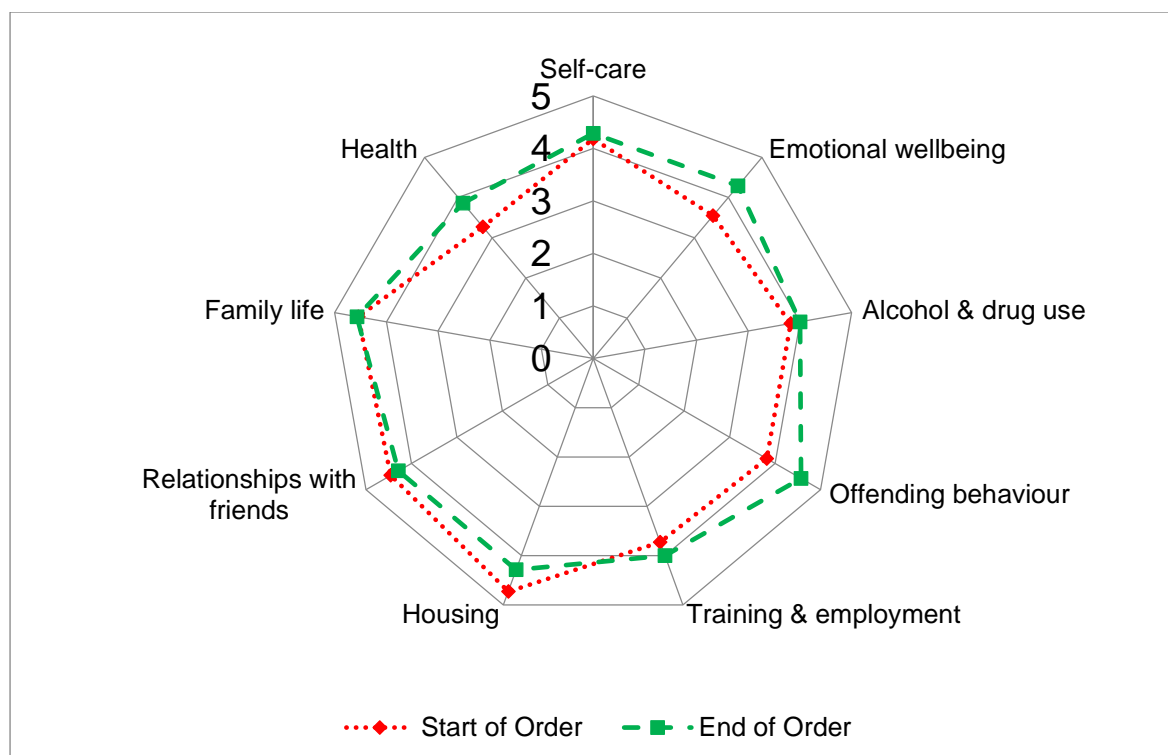 Self-care
5
Health
Emotional wellbeing
4
3
2
Family life
Alcohol & drug use
1
0
Relationships with
friends
Offending behaviour
Housing
Training & employment
Start of Order
End of Order